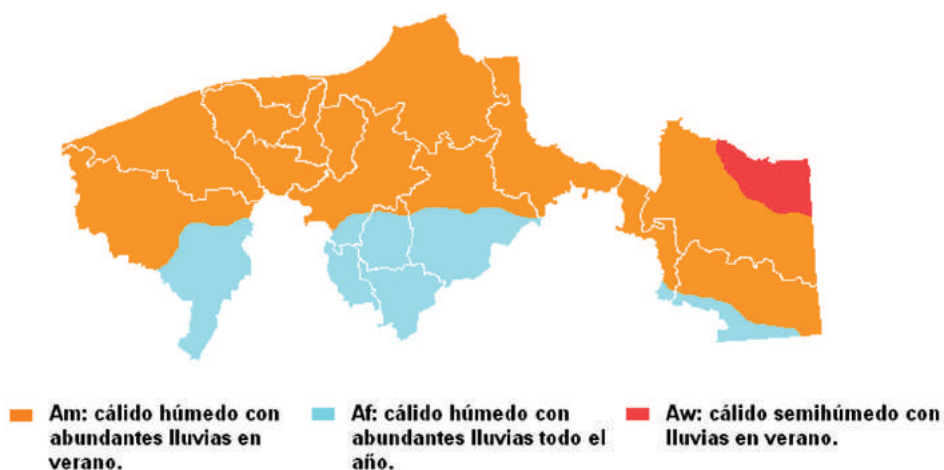 Am: cálido húmedo con
abundantes lluvias en
verano.
Af: cálido húmedo con
abundantes lluvias todo el
año.
Aw: cálido semihúmedo con
lluvias en verano.